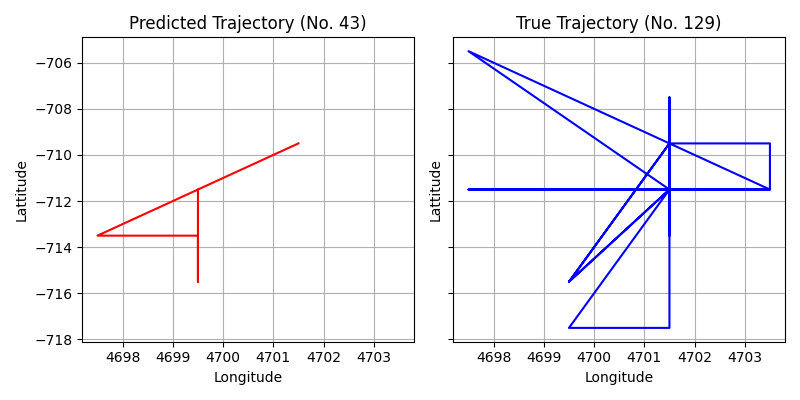 Predicted Trajectory (No. 43)
True Trajectory (No. 129)
−706
−708
−710
−712
−714
−716
−718
Lattitude
Lattitude
4698 4699 4700 4701 4702 4703
4698 4699 4700 4701 4702 4703
Longitude
Longitude